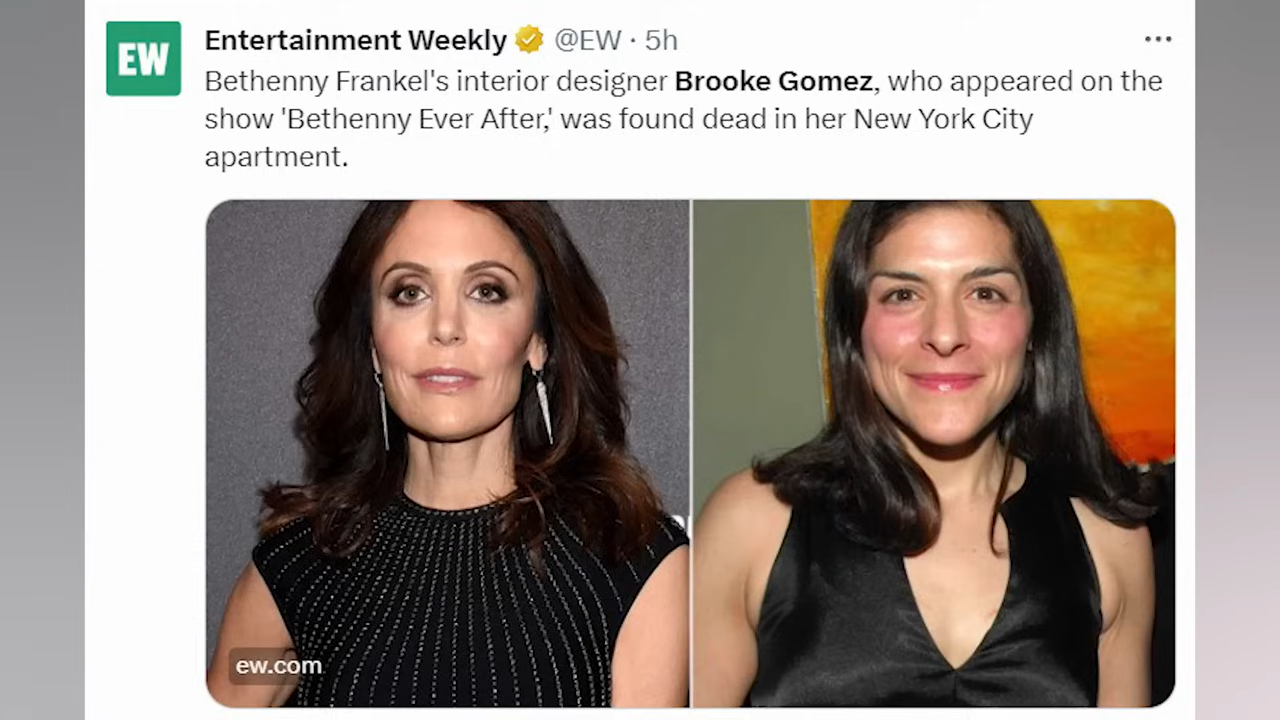 EW
Entertainment Weekly @EW · 5h
Bethenny Frankel's interior designer Brooke Gomez, who appeared on the
show 'Bethenny Ever After,' was found dead in her New York City
apartment.
ew.com